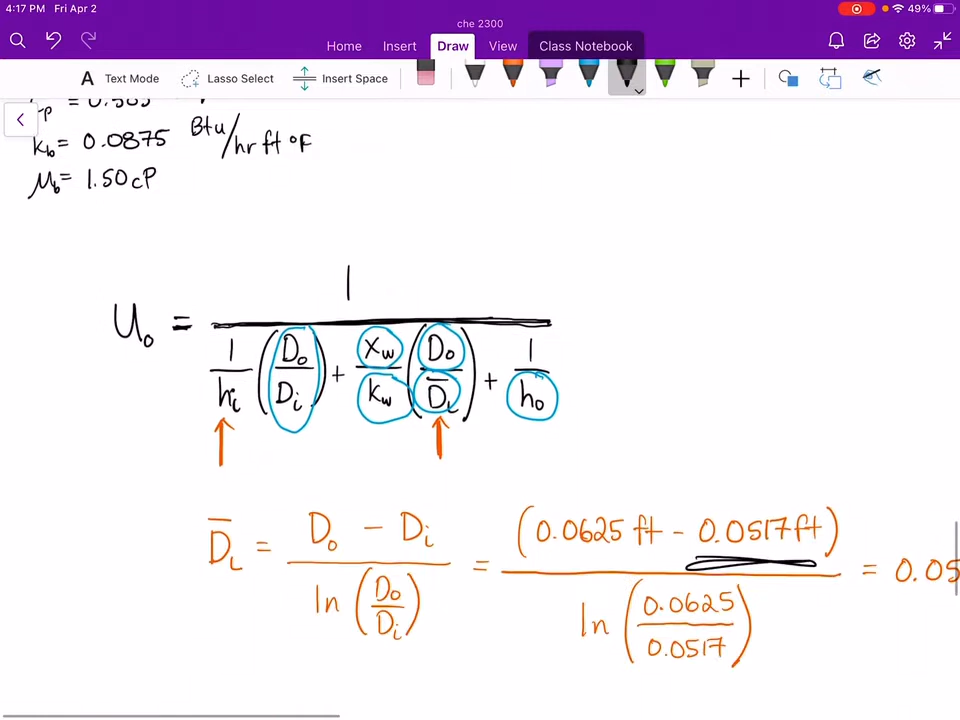 4:17 PM Fri Apr 2
49%
che 2300
Home Insert Draw View Class Notebook
A Text Mode Lasso Select Insert Space
Btu/hr ft °F
k_b = 0.0875
μ_b = 1.50 cP
U_o = 1 / ( 1/h_i (D_o/D_i) + x_w/k_w (D_o/D̄_L) + 1/h_o )
D̄_L = (D_o - D_i) / ln(D_o/D_i) = (0.0625 ft - 0.0517 ft) / ln(0.0625/0.0517) = 0.05